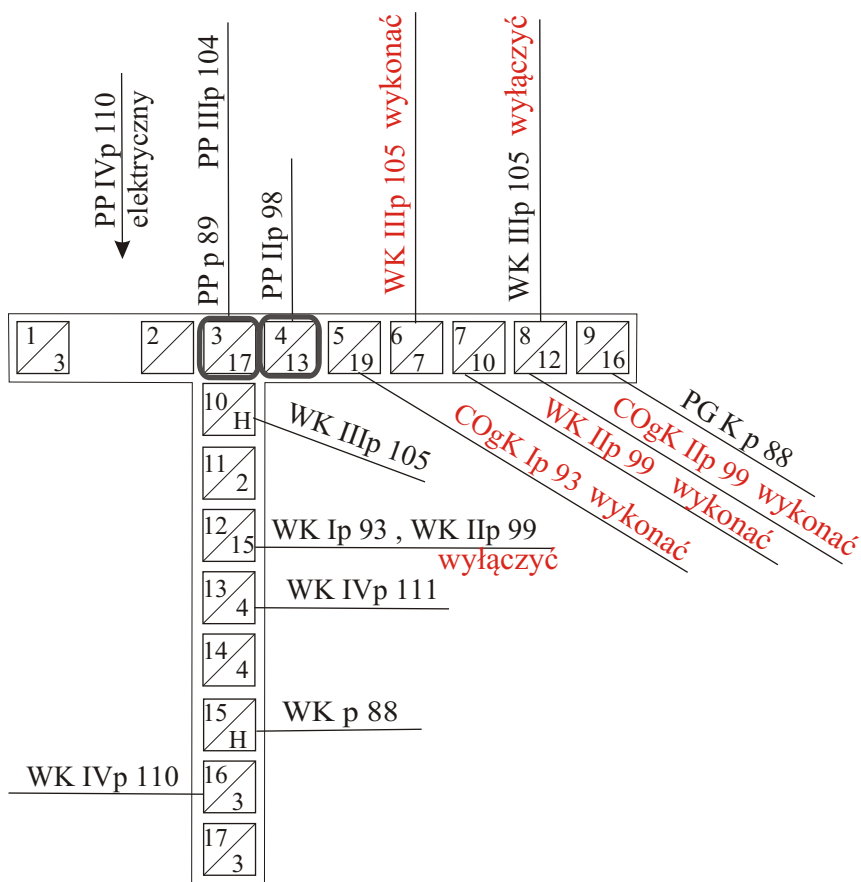 PP IVp 110
elektryczny
PP p 89 PP IIIp 104
PP IIp 98
WK IIIp 105 wykonać
WK IIIp 105 wyłączyć
1 3
2
3 17
4 13
5 19
6 7
7 10
8 12
9 16
PG K p 88
COgK IIp 99 wykonać
WK IIp 99 wykonać
COgK Ip 93 wykonać
10 H
WK IIIp 105
11 2
12 15
WK Ip 93 , WK IIp 99
wyłączyć
13 4
WK IVp 111
14 4
15 H
WK p 88
WK IVp 110
16 3
17 3